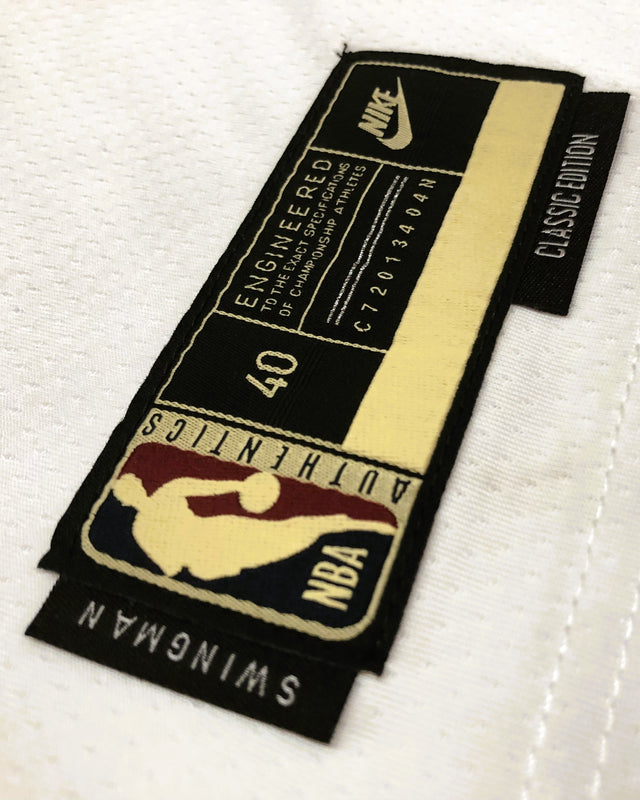 NIKE
ENGINEERED
TO THE EXACT SPECIFICATIONS
OF CHAMPIONSHIP ATHLETES
C72013404N
40
AUTHENTICS
NBA
SWINGMAN
CLASSIC EDITION